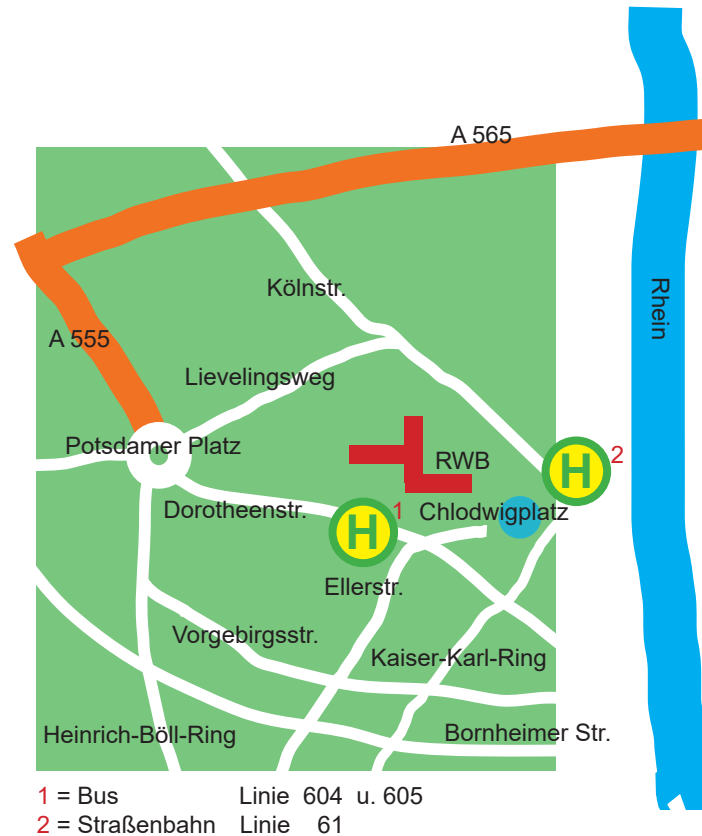 A 565
Rhein
Kölnstr.
A 555
Lievelingsweg
Potsdamer Platz
RWB
H 2
Dorotheenstr.
H 1
Chlodwigplatz
Ellerstr.
Vorgebirgsstr.
Kaiser-Karl-Ring
Heinrich-Böll-Ring
Bornheimer Str.
1 = Bus Linie 604 u. 605
2 = Straßenbahn Linie 61